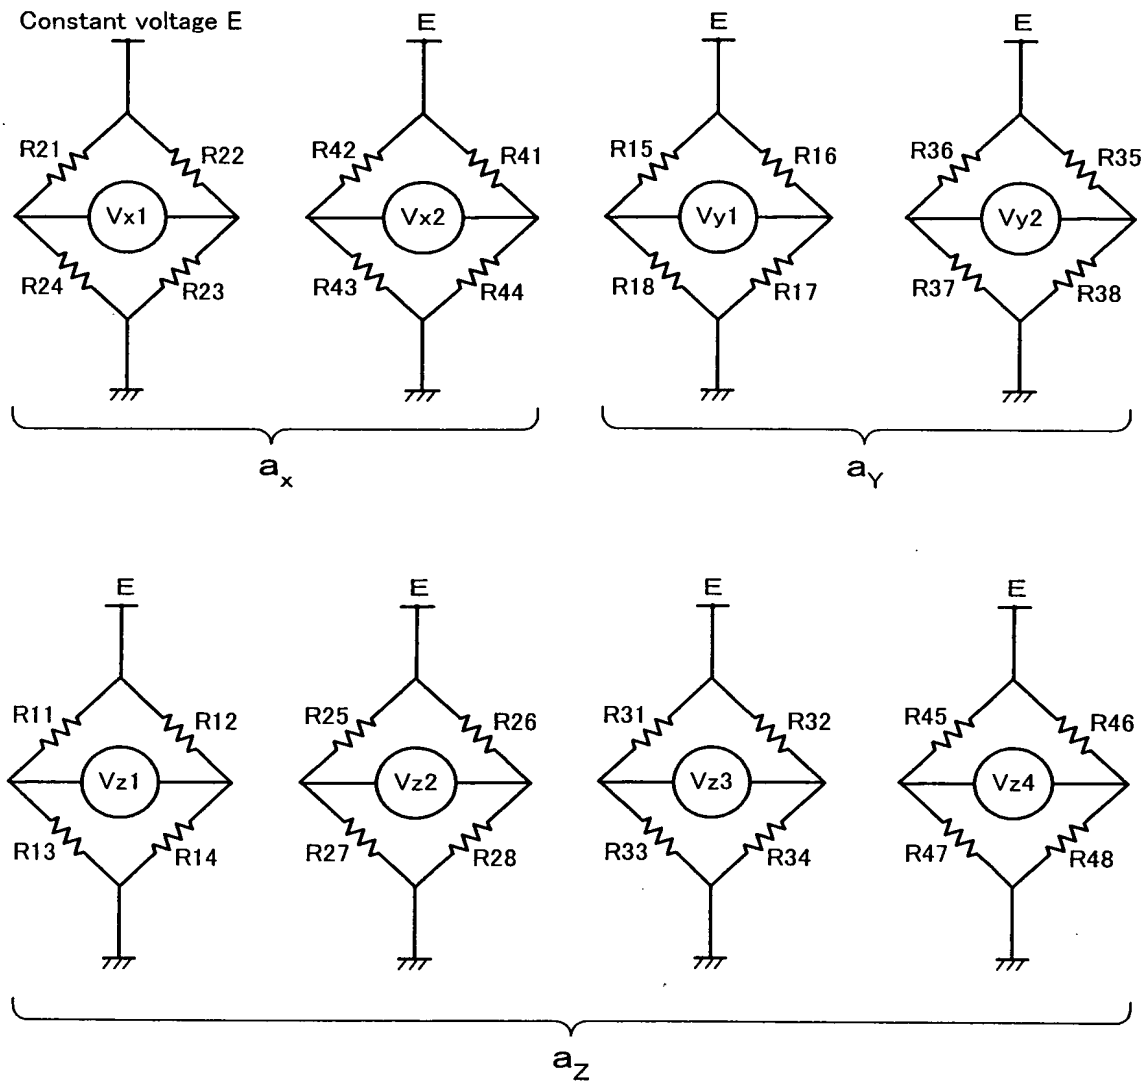 Constant voltage E
E
E
E
R21
R22
R42
R41
R15
R16
R36
R35
Vx1
Vx2
Vy1
Vy2
R24
R23
R43
R44
R18
R17
R37
R38
ax
aY
E
E
E
E
R11
R12
R25
R26
R31
R32
R45
R46
Vz1
Vz2
Vz3
Vz4
R13
R14
R27
R28
R33
R34
R47
R48
aZ